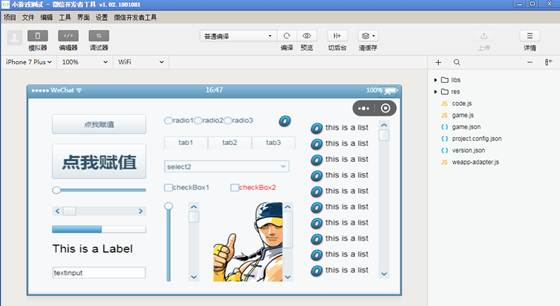 小游戏测试 - 微信开发者工具 v1.02.1801081
项目 文件 编辑 工具 界面 设置 微信开发者工具
模拟器 编辑器 调试器 普通编译 编译 预览 切后台 清缓存 上传 详情
iPhone 7 Plus 100% WiFi
WeChat 16:47 100%
libs
res
code.js
game.js
game.json
project.config.json
version.json
weapp-adapter.js
点我赋值
radio1 radio2 radio3
tab1 tab2 tab3
点我赋值
select2
checkBox1 checkBox2
This is a Label
textinput
this is a list
this is a list
this is a list
this is a list
this is a list
this is a list
this is a list
this is a list
this is a list
this is a list